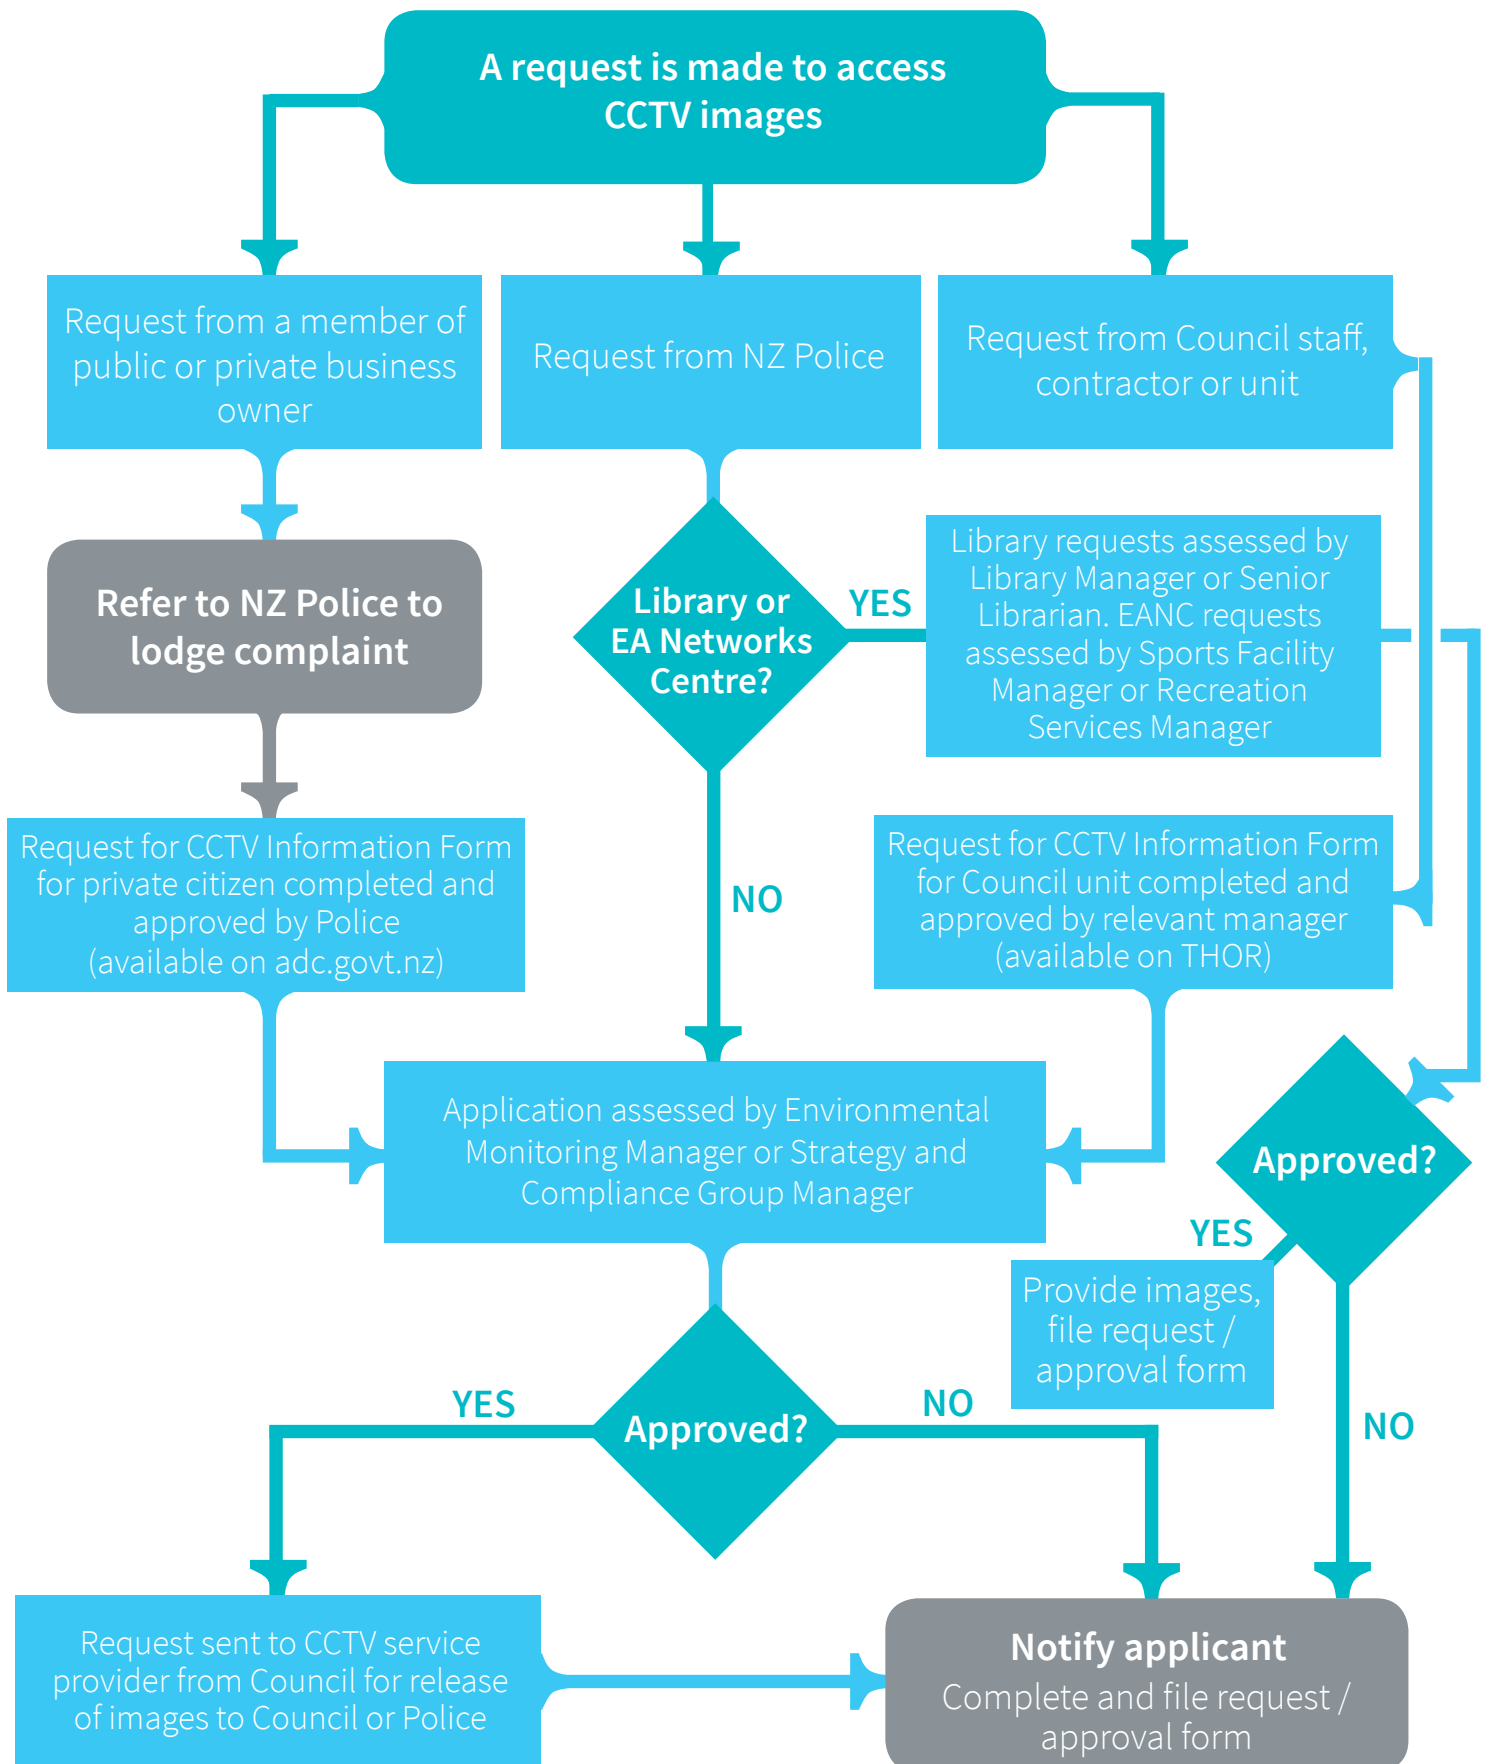 A request is made to access
CCTV images
Request from a member of
public or private business
owner
Request from NZ Police
Request from Council staff,
contractor or unit
Refer to NZ Police to
lodge complaint
Library or
EA Networks
Centre?
YES
Library requests assessed by
Library Manager or Senior
Librarian. EANC requests
assessed by Sports Facility
Manager or Recreation
Services Manager
Request for CCTV Information Form
for private citizen completed and
approved by Police
(available on adc.govt.nz)
NO
Request for CCTV Information Form
for Council unit completed and
approved by relevant manager
(available on THOR)
Application assessed by Environmental
Monitoring Manager or Strategy and
Compliance Group Manager
Approved?
YES
Provide images,
file request /
approval form
NO
Approved?
YES
NO
Request sent to CCTV service
provider from Council for release
of images to Council or Police
Notify applicant
Complete and file request /
approval form